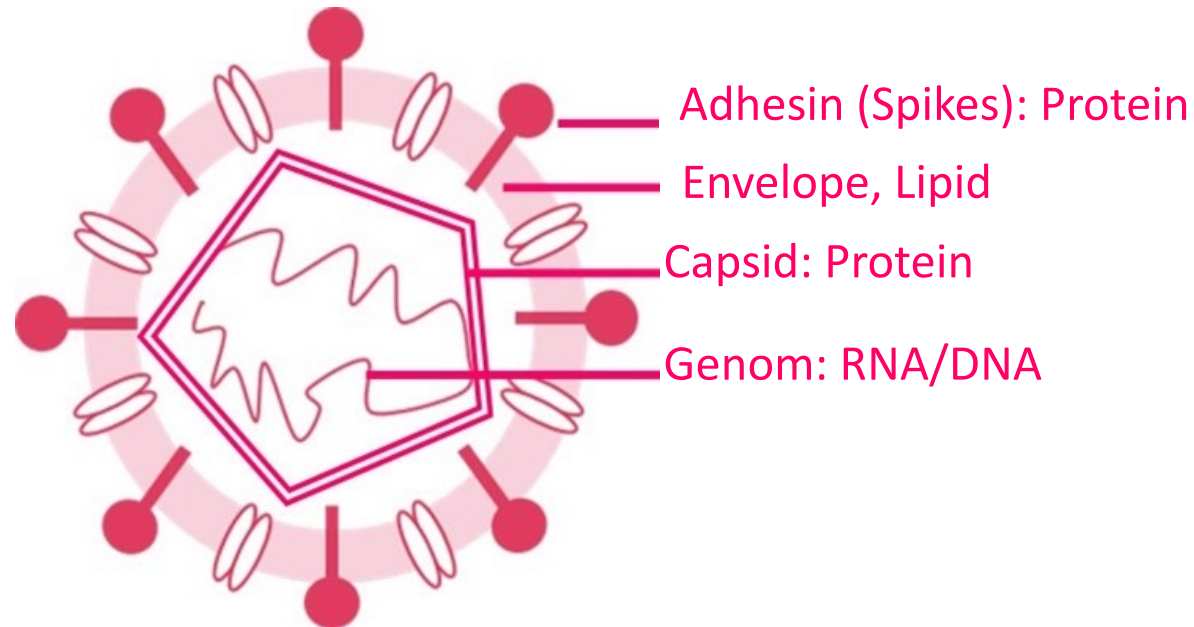 Adhesin (Spikes): Protein
Envelope, Lipid
Capsid: Protein
Genom: RNA/DNA